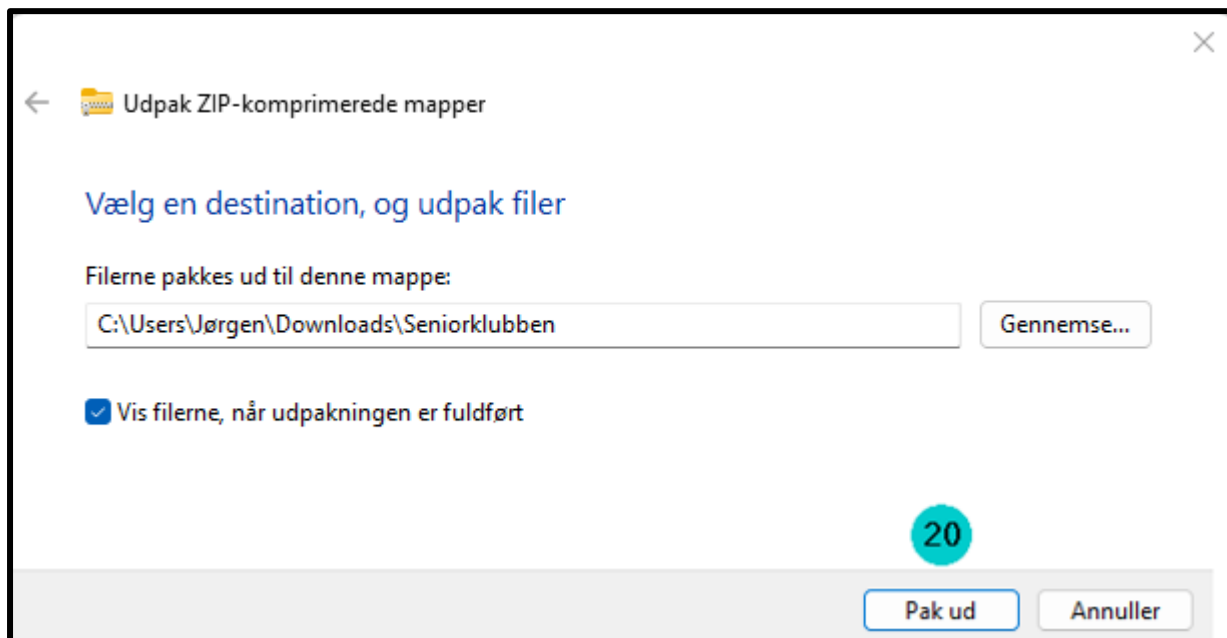 Udpak ZIP-komprimerede mapper
Vælg en destination, og udpak filer
Filerne pakkes ud til denne mappe:
C:\Users\Jørgen\Downloads\Seniorklubben
Gennemse...
Vis filerne, når udpakningen er fuldført
20
Pak ud
Annuller